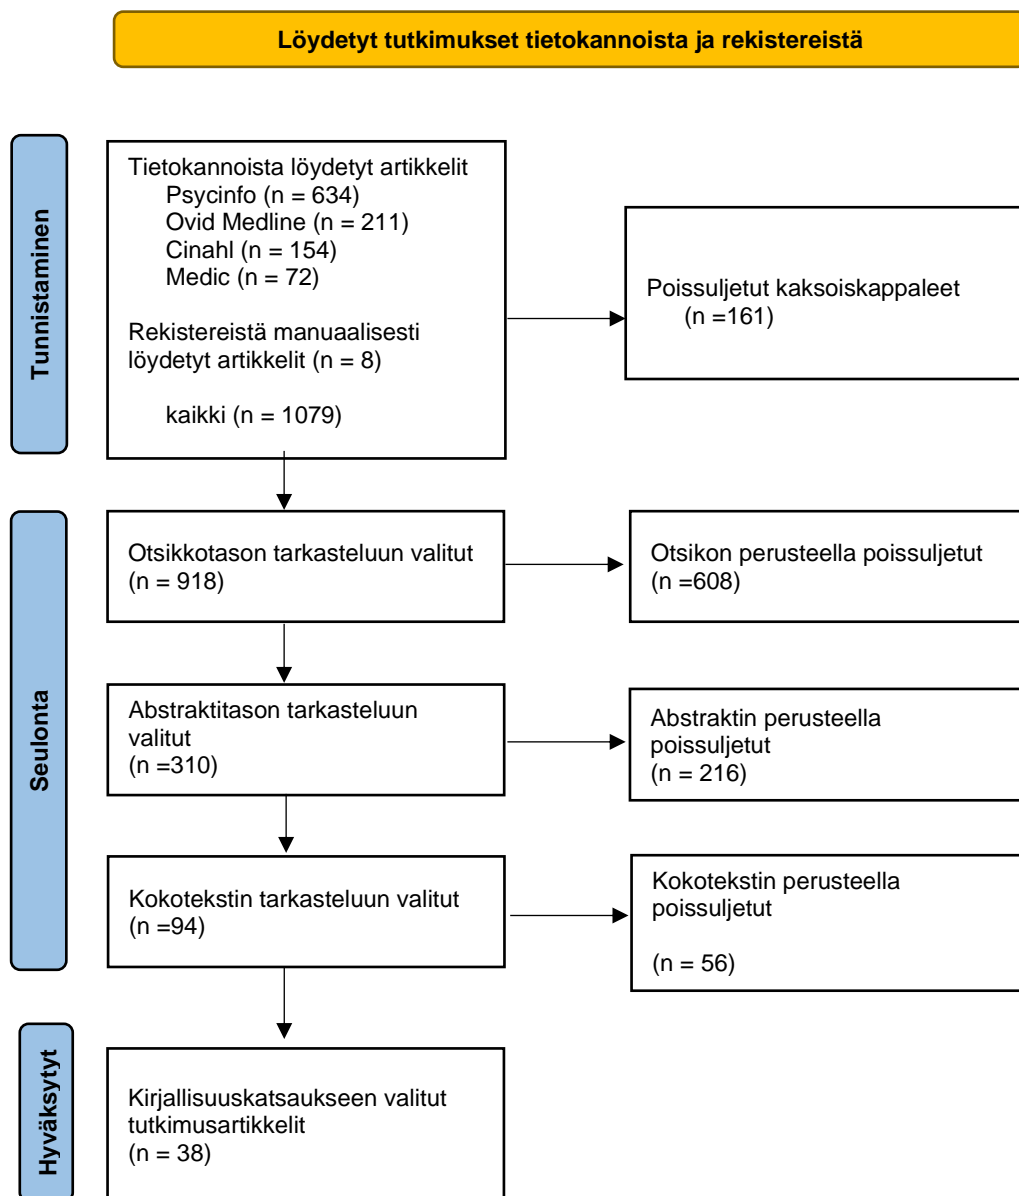 Löydetyt tutkimukset tietokannoista ja rekistereistä
Tunnistaminen
Tietokannoista löydetyt artikkelit
Psycinfo (n = 634)
Ovid Medline (n = 211)
Cinahl (n = 154)
Medic (n = 72)
Rekistereistä manuaalisesti
löydetyt artikkelit (n = 8)
kaikki (n = 1079)
Poissuljetut kaksoiskappaleet
(n =161)
Seulonta
Otsikkotason tarkasteluun valitut
(n = 918)
Otsikon perusteella poissuljetut
(n =608)
Abstraktitason tarkasteluun
valitut
(n =310)
Abstraktin perusteella
poissuljetut
(n = 216)
Kokotekstin tarkasteluun valitut
(n =94)
Kokotekstin perusteella
poissuljetut
(n = 56)
Hyväksytyt
Kirjallisuuskatsaukseen valitut
tutkimusartikkelit
(n = 38)